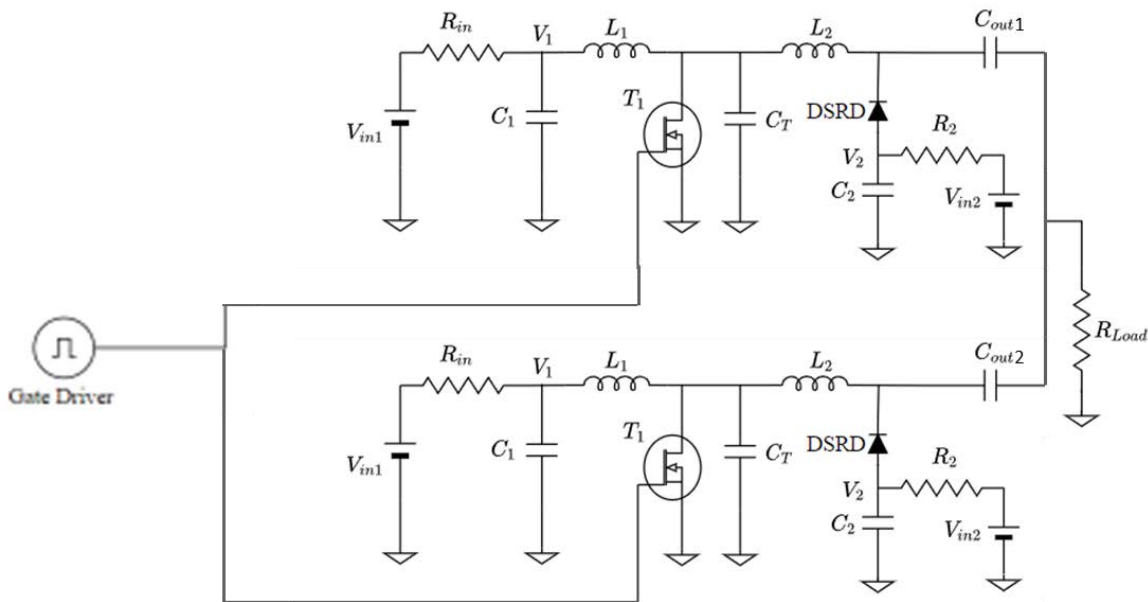 R_in
V_1
L_1
L_2
C_out1
V_in1
C_1
T_1
C_T
DSRD
V_2
R_2
C_2
V_in2
R_Load
Gate Driver
R_in
V_1
L_1
L_2
C_out2
V_in1
C_1
T_1
C_T
DSRD
V_2
R_2
C_2
V_in2